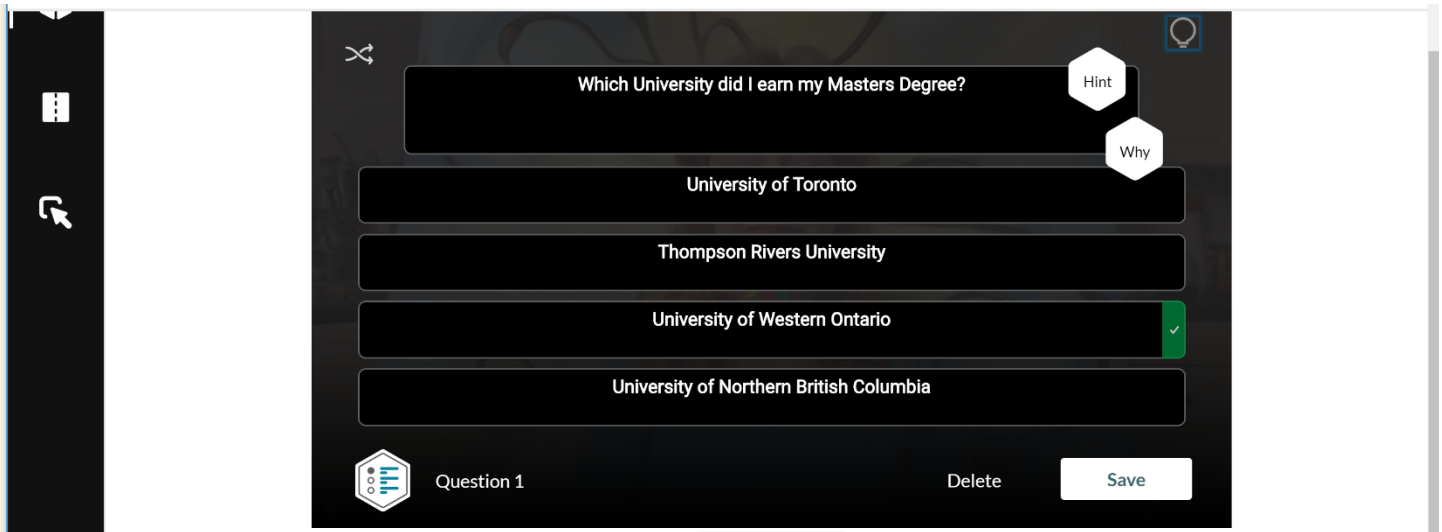 Which University did I earn my Masters Degree?
Hint
Why
University of Toronto
Thompson Rivers University
University of Western Ontario
University of Northern British Columbia
Question 1
Delete
Save